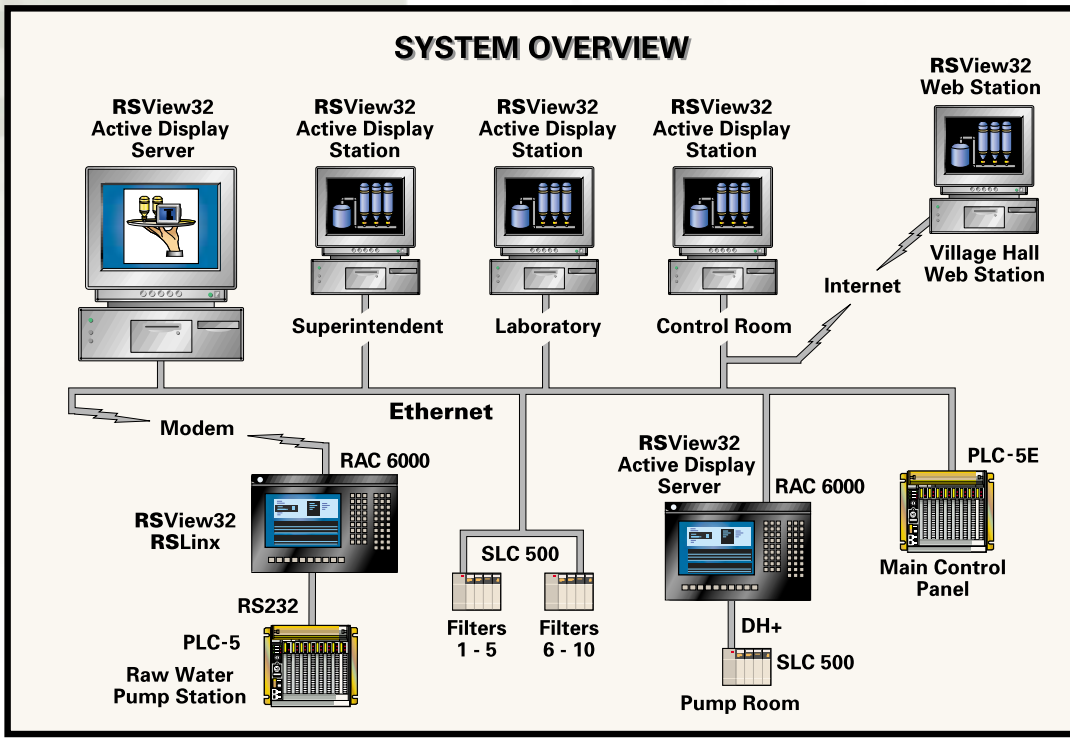 SYSTEM OVERVIEW
RSView32
Active Display
Server
RSView32
Active Display
Station
RSView32
Active Display
Station
RSView32
Active Display
Station
RSView32
Web Station
Superintendent
Laboratory
Control Room
Internet
Village Hall
Web Station
Ethernet
Modem
RAC 6000
RSView32
RSLinx
RS232
PLC-5
Raw Water
Pump Station
SLC 500
Filters
1 - 5
Filters
6 - 10
RSView32
Active Display
Server
RAC 6000
DH+
SLC 500
Pump Room
PLC-5E
Main Control
Panel